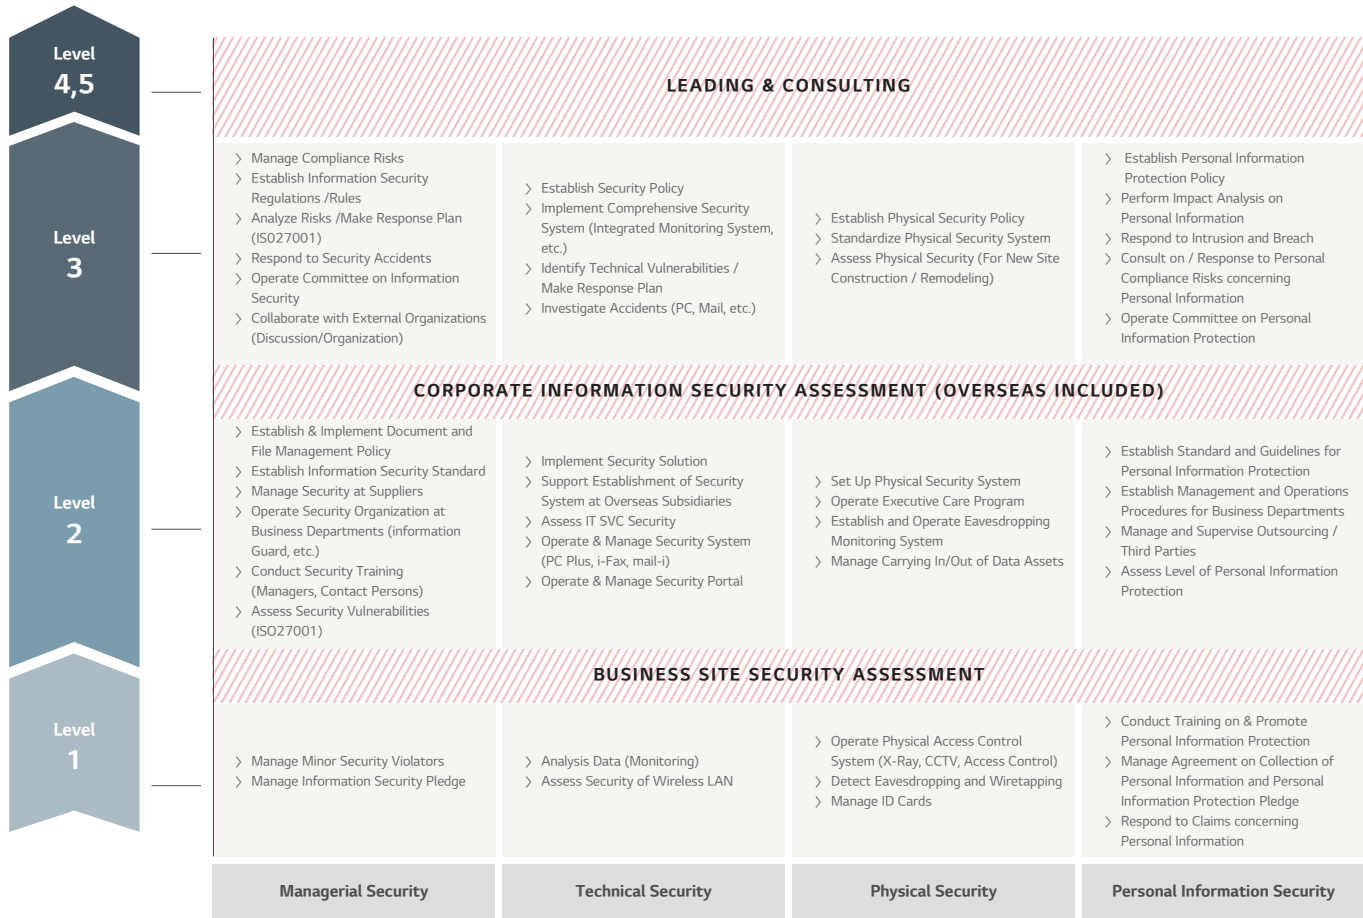 Level
4,5
LEADING & CONSULTING
Level
3
Manage Compliance Risks
Establish Information Security
Regulations /Rules
Analyze Risks /Make Response Plan
(ISO27001)
Respond to Security Accidents
Operate Committee on Information
Security
Collaborate with External Organizations
(Discussion/Organization)
Establish Security Policy
Implement Comprehensive Security
System (Integrated Monitoring System,
etc.)
Identify Technical Vulnerabilities /
Make Response Plan
Investigate Accidents (PC, Mail, etc.)
Establish Physical Security Policy
Standardize Physical Security System
Assess Physical Security (For New Site
Construction / Remodeling)
Establish Personal Information
Protection Policy
Perform Impact Analysis on
Personal Information
Respond to Intrusion and Breach
Consult on / Response to Personal
Compliance Risks concerning
Personal Information
Operate Committee on Personal
Information Protection
CORPORATE INFORMATION SECURITY ASSESSMENT (OVERSEAS INCLUDED)
Level
2
Establish & Implement Document and
File Management Policy
Establish Information Security Standard
Manage Security at Suppliers
Operate Security Organization at
Business Departments (information
Guard, etc.)
Conduct Security Training
(Managers, Contact Persons)
Assess Security Vulnerabilities
(ISO27001)
Implement Security Solution
Support Establishment of Security
System at Overseas Subsidiaries
Assess IT SVC Security
Operate & Manage Security System
(PC Plus, i-Fax, mail-i)
Operate & Manage Security Portal
Set Up Physical Security System
Operate Executive Care Program
Establish and Operate Eavesdropping
Monitoring System
Manage Carrying In/Out of Data Assets
Establish Standard and Guidelines for
Personal Information Protection
Establish Management and Operations
Procedures for Business Departments
Manage and Supervise Outsourcing /
Third Parties
Assess Level of Personal Information
Protection
BUSINESS SITE SECURITY ASSESSMENT
Level
1
Manage Minor Security Violators
Manage Information Security Pledge
Analysis Data (Monitoring)
Assess Security of Wireless LAN
Operate Physical Access Control
System (X-Ray, CCTV, Access Control)
Detect Eavesdropping and Wiretapping
Manage ID Cards
Conduct Training on & Promote
Personal Information Protection
Manage Agreement on Collection of
Personal Information and Personal
Information Protection Pledge
Respond to Claims concerning
Personal Information
Managerial Security
Technical Security
Physical Security
Personal Information Security